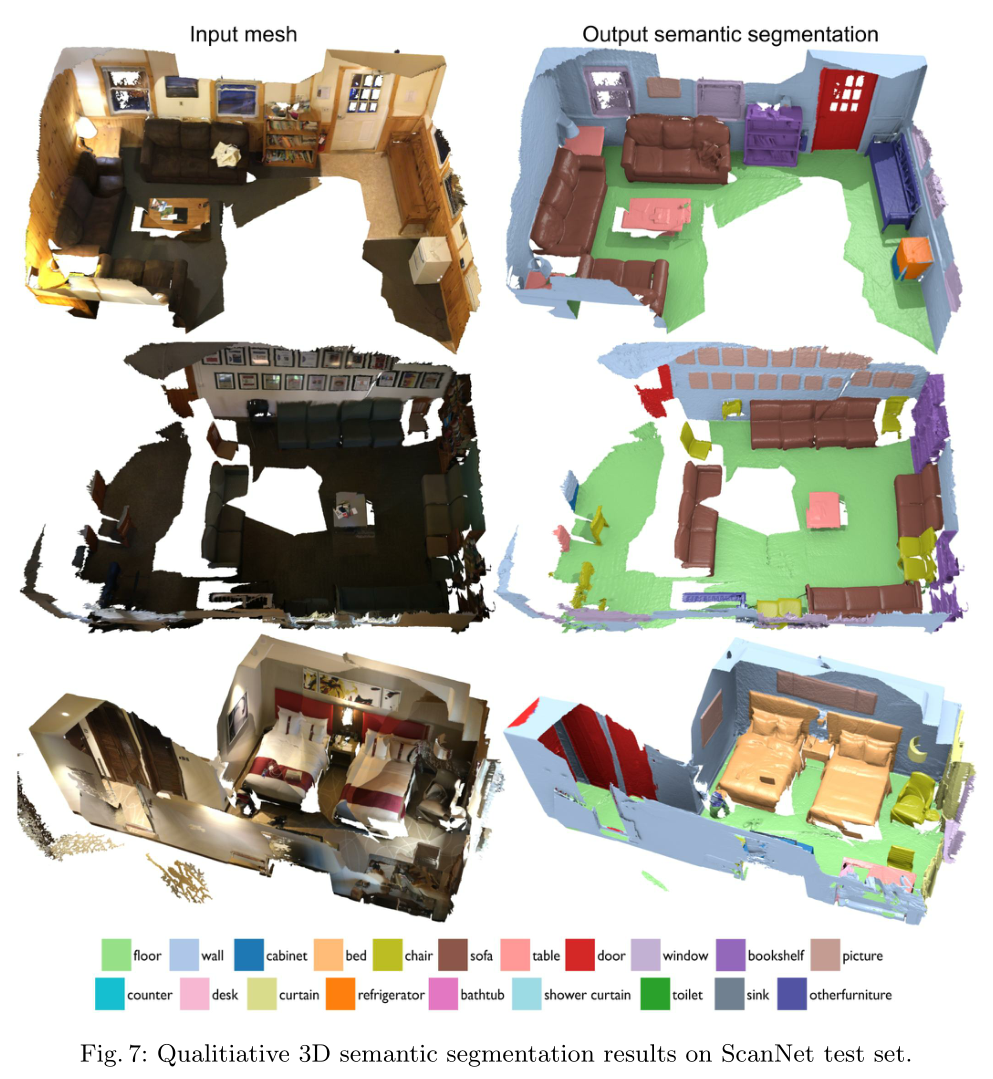 Input mesh
Output semantic segmentation
floor wall cabinet bed chair sofa table door window bookshelf picture
counter desk curtain refrigerator bathtub shower curtain toilet sink otherfurniture
Fig. 7: Qualitiative 3D semantic segmentation results on ScanNet test set.